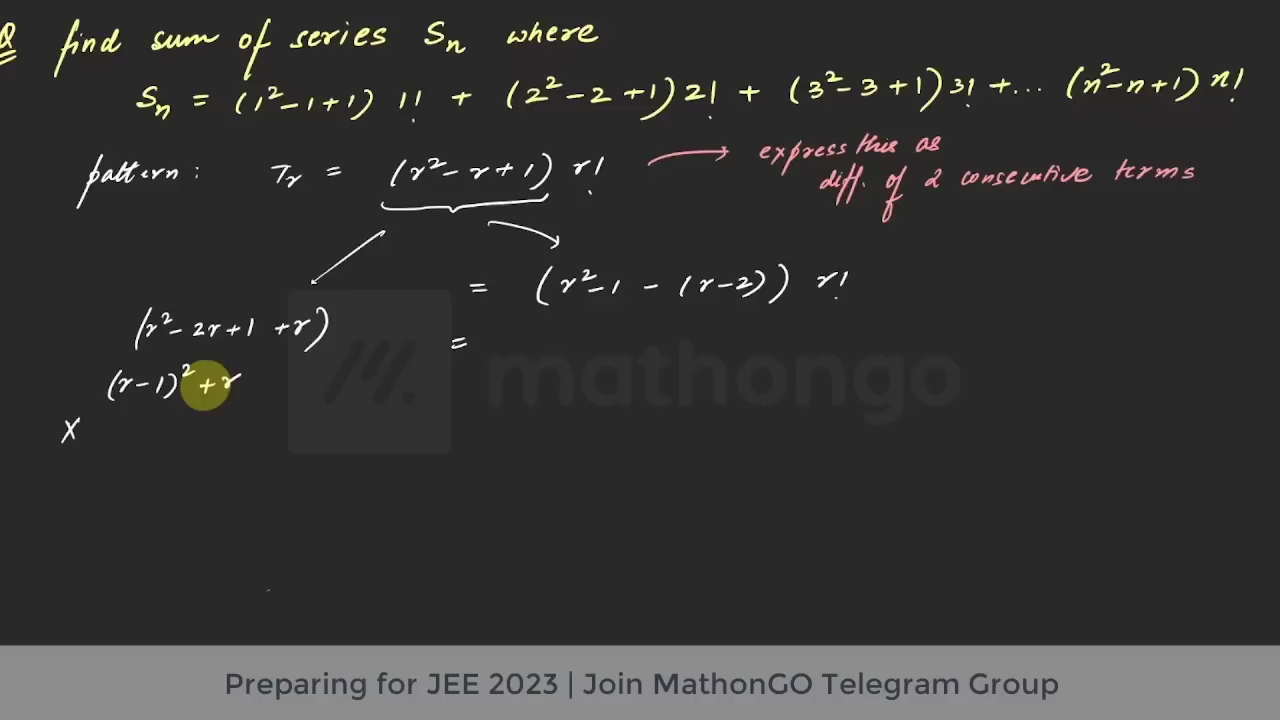 Q find sum of series Sₙ where
Sₙ = (1²-1+1) 1! + (2²-2+1) 2! + (3²-3+1) 3! + ... (n²-n+1) n!
pattern: Tᵣ = (r²-r+1) r! → express this as
diff. of 2 consecutive terms
= (r²-1 - (r-2)) r!
(r²-2r+1 +r) =
(r-1)² + r
x
mathongo
Preparing for JEE 2023 | Join MathonGO Telegram Group